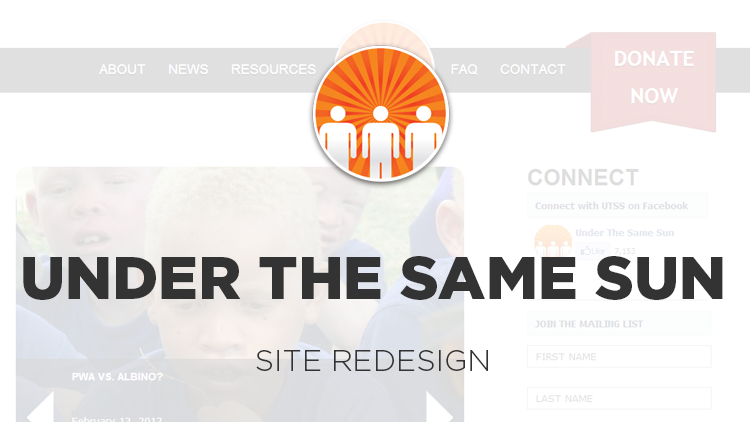 ABOUT NEWS RESOURCES FAQ CONTACT
DONATE
NOW
CONNECT
Connect with UTSS on Facebook
Under The Same Sun
Like 7,153
UNDER THE SAME SUN
JOIN THE MAILING LIST
SITE REDESIGN
FIRST NAME
PWA VS. ALBINO?
LAST NAME
February 12, 2012